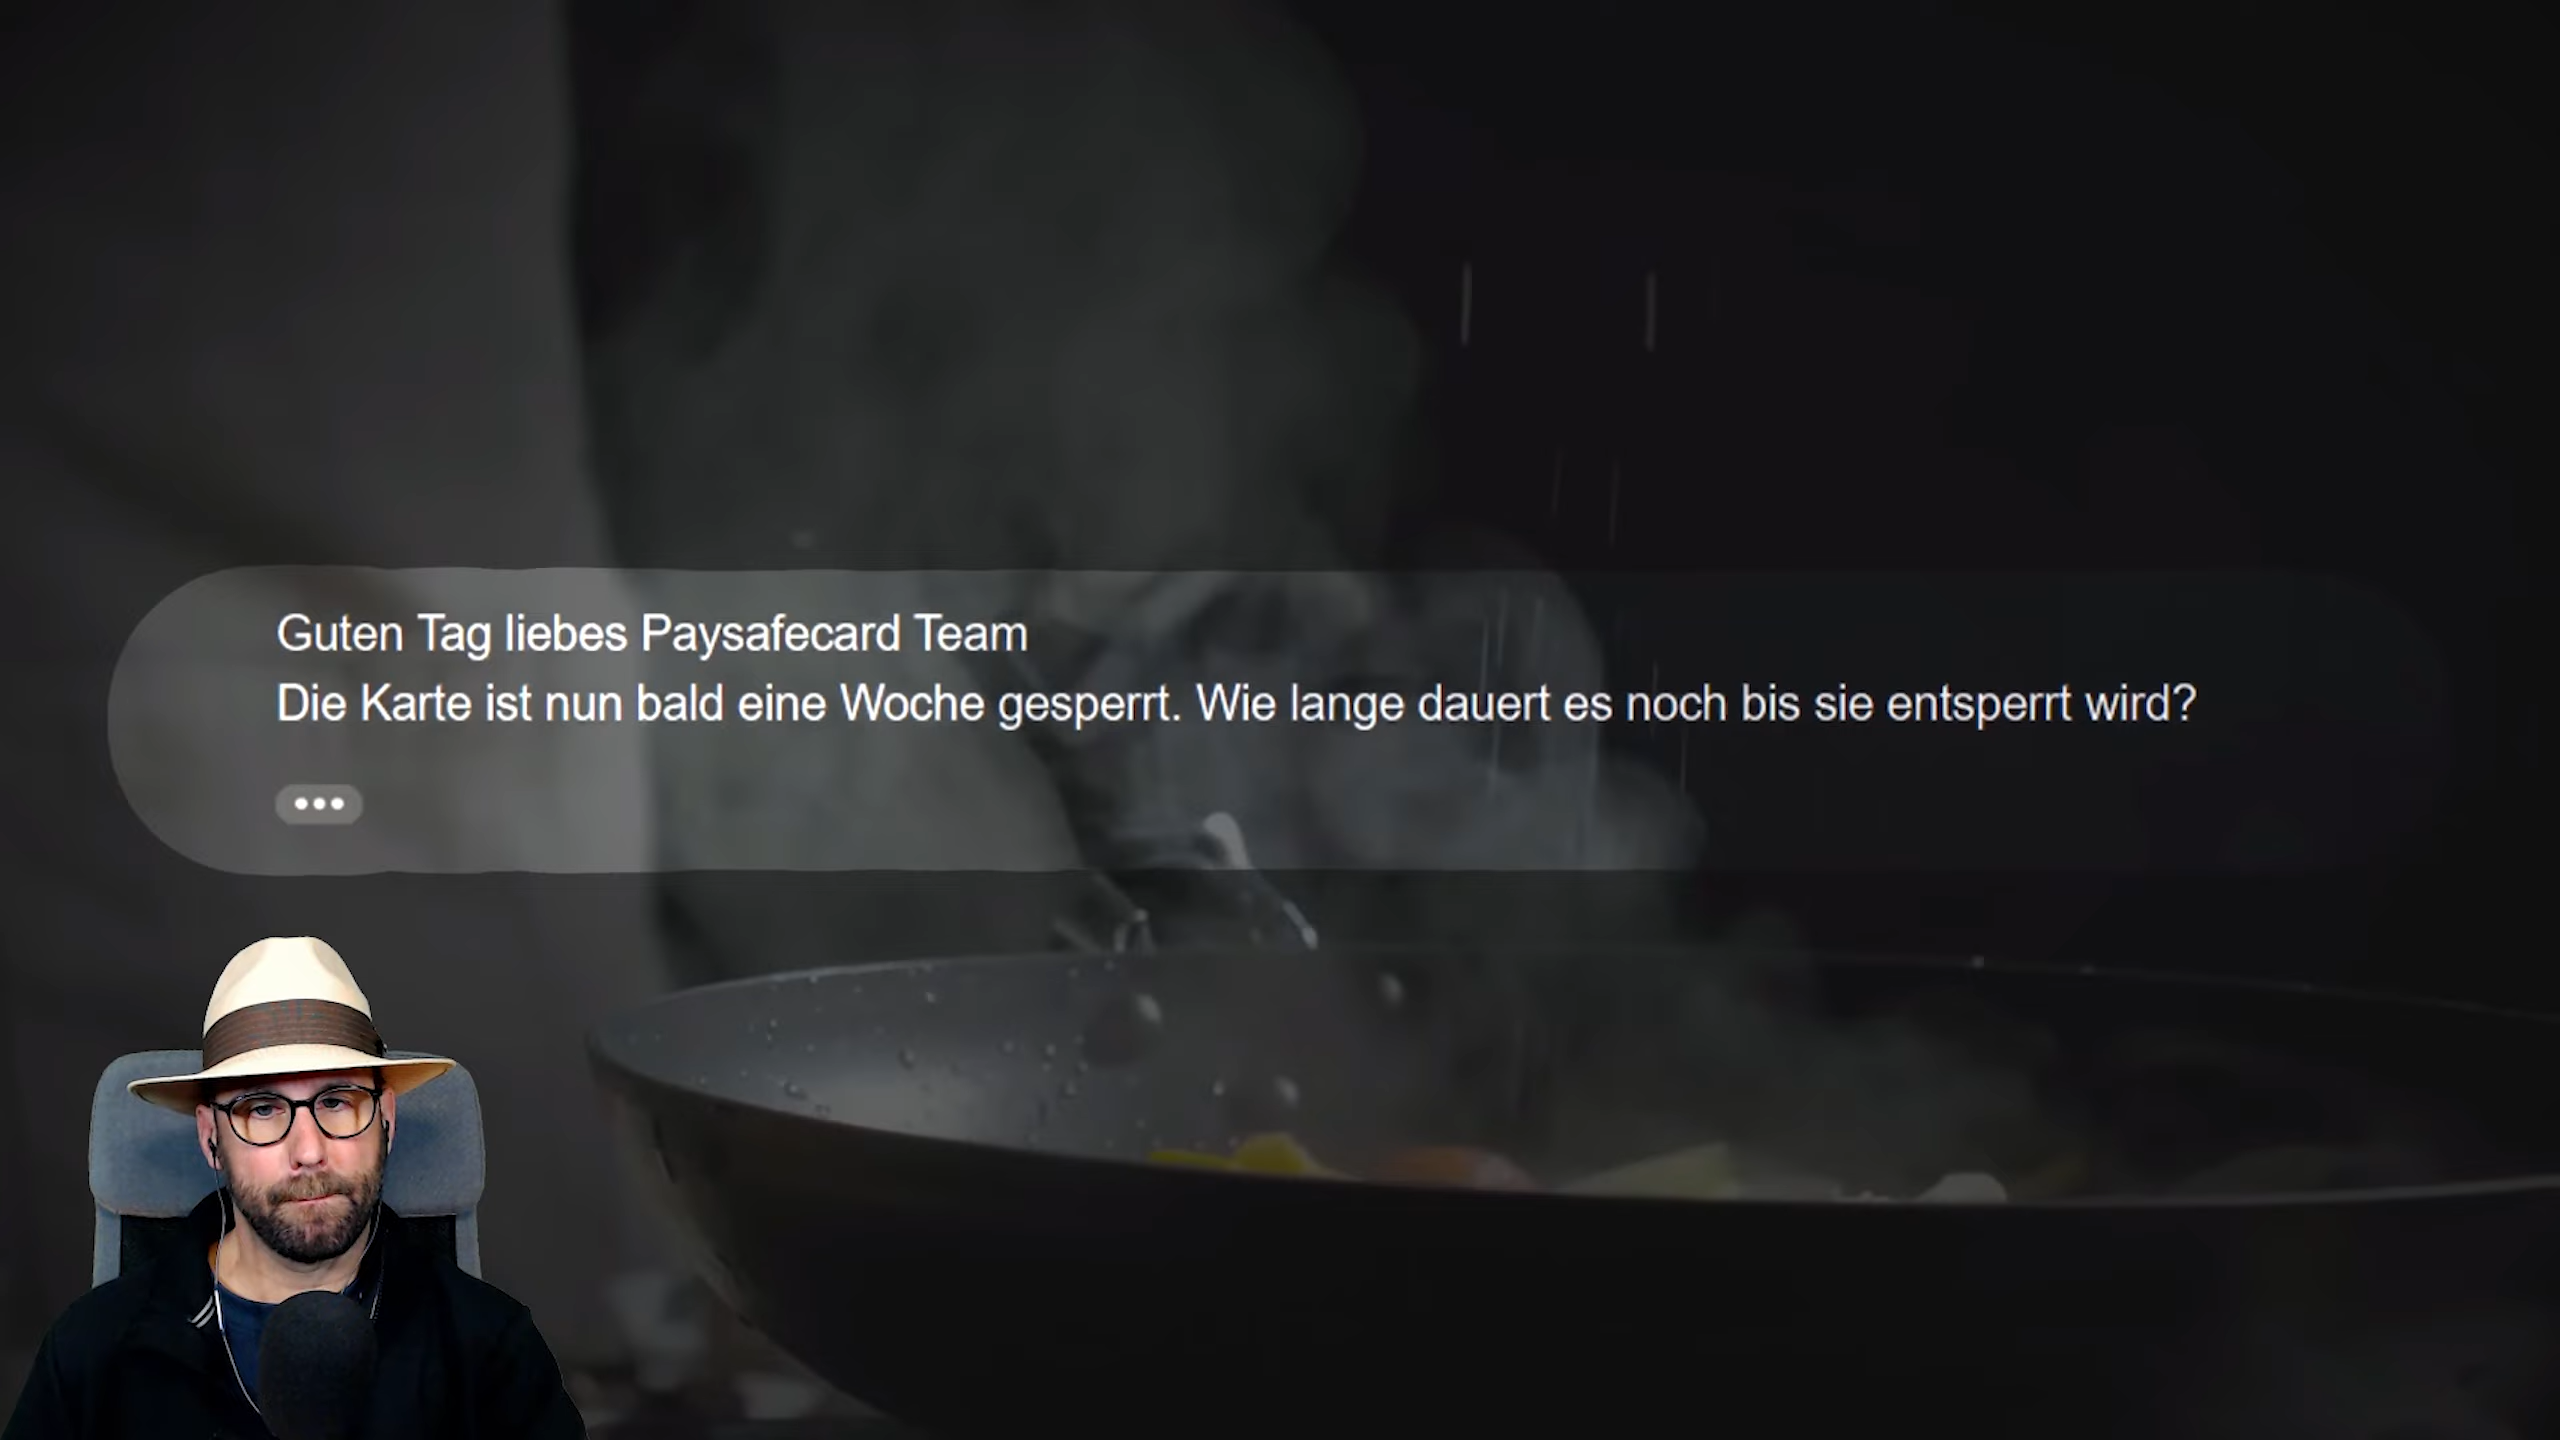 Guten Tag liebes Paysafecard Team
Die Karte ist nun bald eine Woche gesperrt. Wie lange dauert es noch bis sie entsperrt wird?